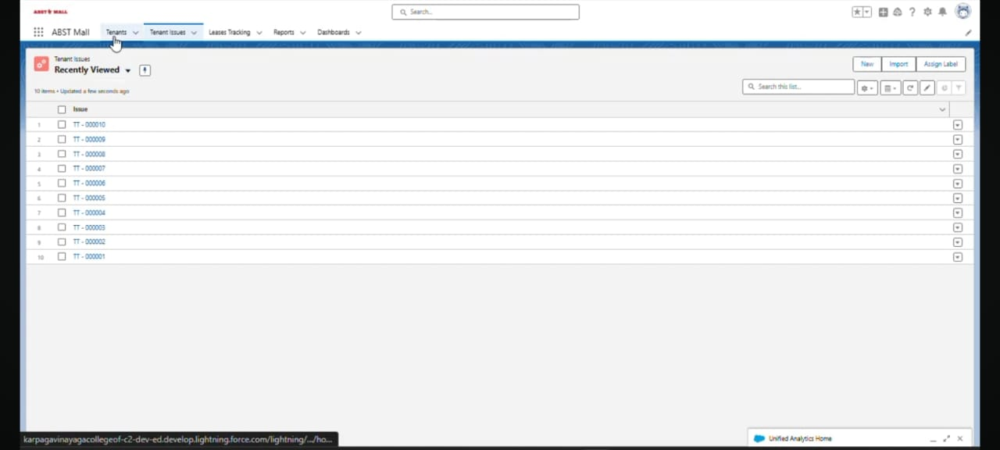 ABST MALL
Search...
ABST Mall Tenants Tenant Issues Leases Tracking Reports Dashboards
Tenant Issues
Recently Viewed
New Import Assign Label
10 items • Updated a few seconds ago
Search this list...
Issue
1 TT - 000010
2 TT - 000009
3 TT - 000008
4 TT - 000007
5 TT - 000006
6 TT - 000005
7 TT - 000004
8 TT - 000003
9 TT - 000002
10 TT - 000001
karpagavinayagacollegeof-c2-dev-ed.develop.lightning.force.com/lightning/.../ho...
Unified Analytics Home